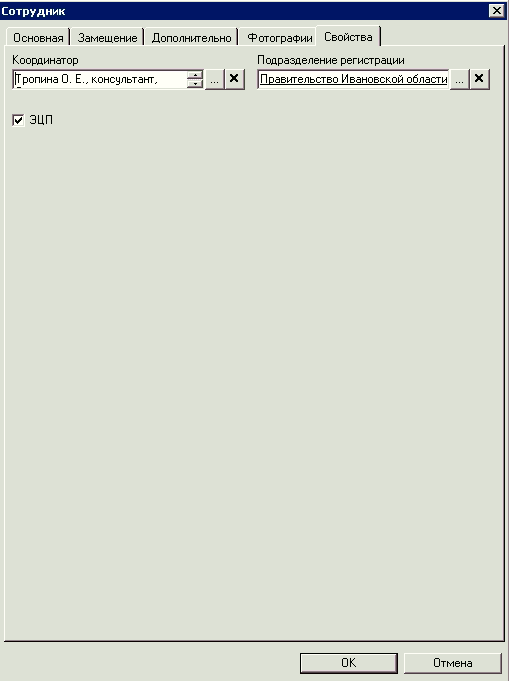 Сотрудник
Основная Замещение Дополнительно Фотографии Свойства
Координатор Подразделение регистрации
Тропина О. Е., консультант, ... Правительство Ивановской области ...
ЭЦП
OK Отмена